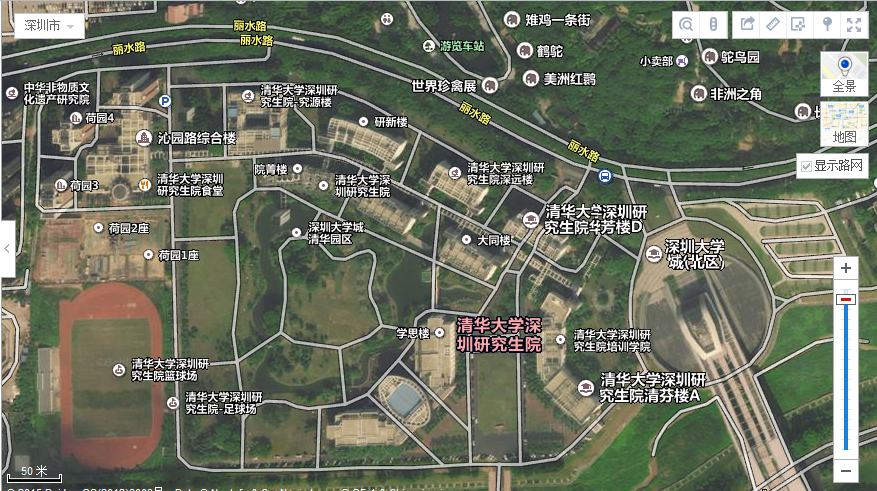 深圳市
难鸡一条街
丽水路
丽水路
丽水路
游览车站
鹤鸵
小卖部
鸵鸟园
世界珍禽展
美洲红鹮
全景
中华非物质文
化遗产研究院
清华大学深圳研
究生院-究源楼
非洲之角
丽水路
荷园4
研新楼
地图
沁园路综合楼
丽水路
显示路网
院菁楼
清华大学深圳研
究生院深远楼
荷园3
清华大学深圳
研究生院食堂
清华大学深
圳研究生院
荷园2座
深圳大学城
清华园区
清华大学深圳研
究生院华芳楼D
大同楼
深圳大学
城(北区)
荷园1座
学思楼
清华大学深
圳研究生院
清华大学深圳研
究生院培训学院
清华大学深圳研
究生院篮球场
清华大学深圳研
究生院清芬楼A
清华大学深圳研
究生院-足球场
50 米